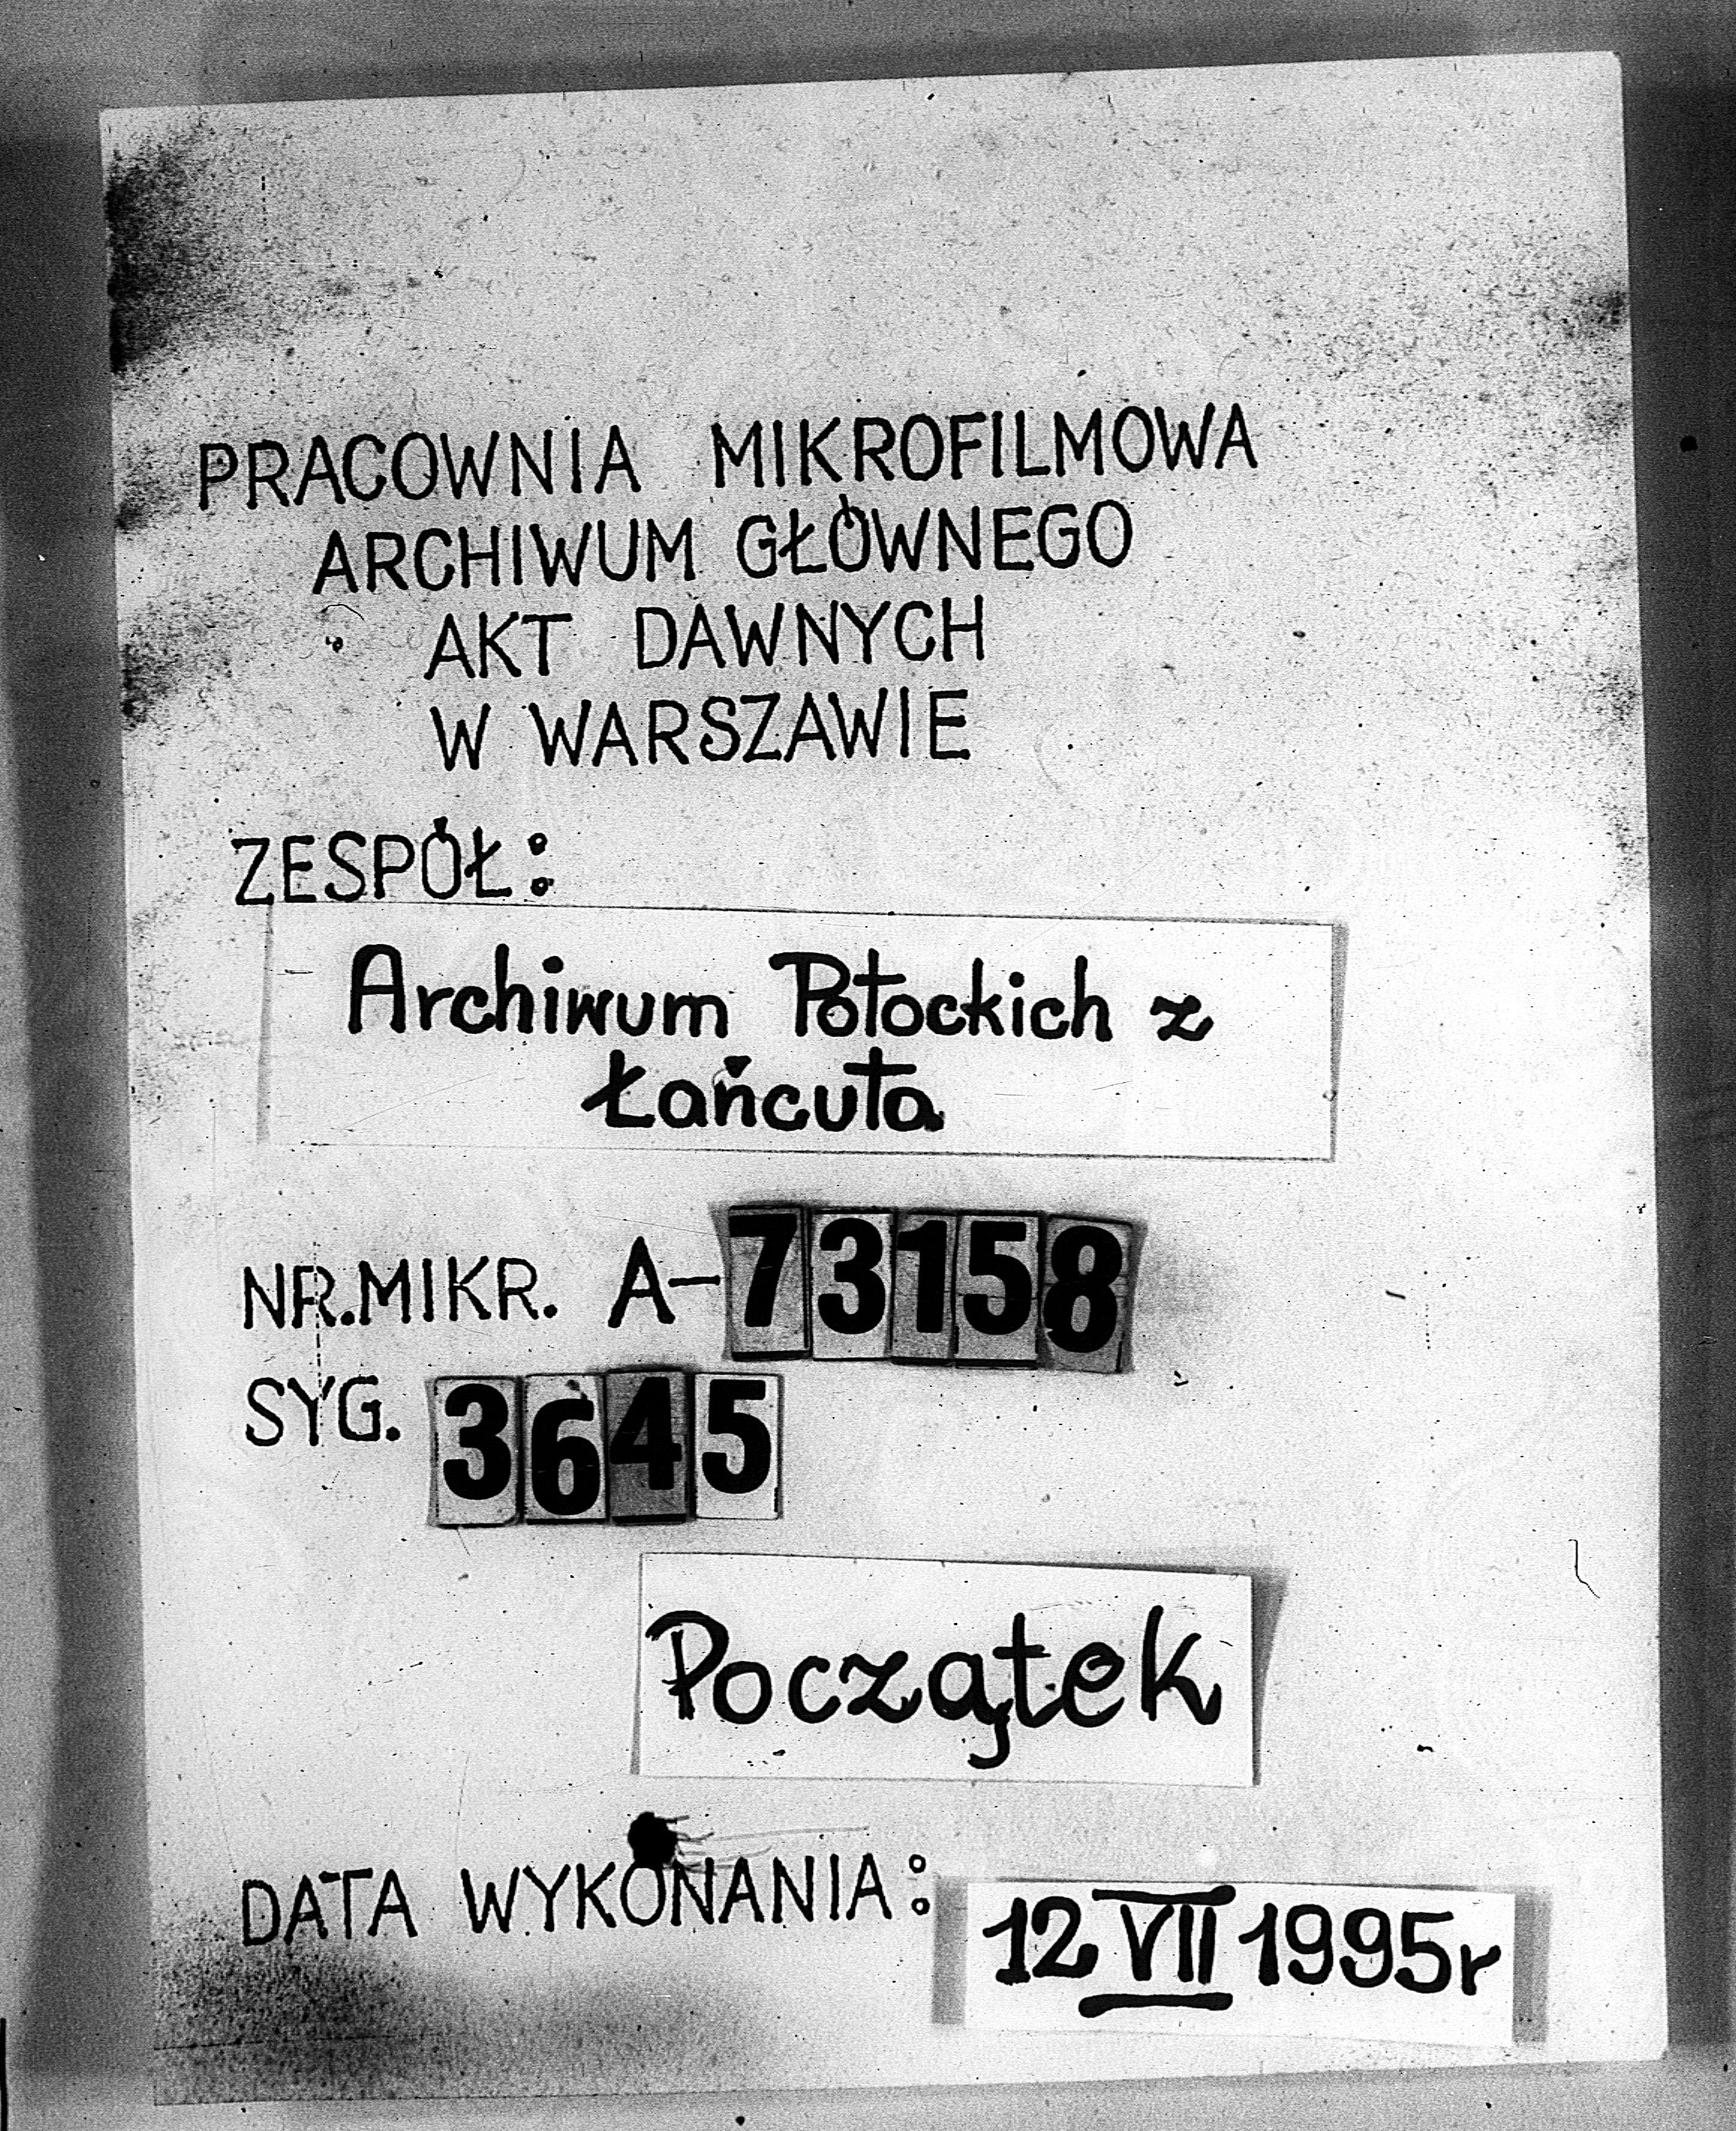 PRACOWNIA MIKROFILMOWA
ARCHIWUM GŁÓWNEGO
AKT DAWNYCH
W WARSZAWIE
ZESPÓŁ:
Archiwum Potockich z
Łańcuta
NR.MIKR. A-73158
SYG. 3645
Początek
DATA WYKONANIA: 12 VII 1995r